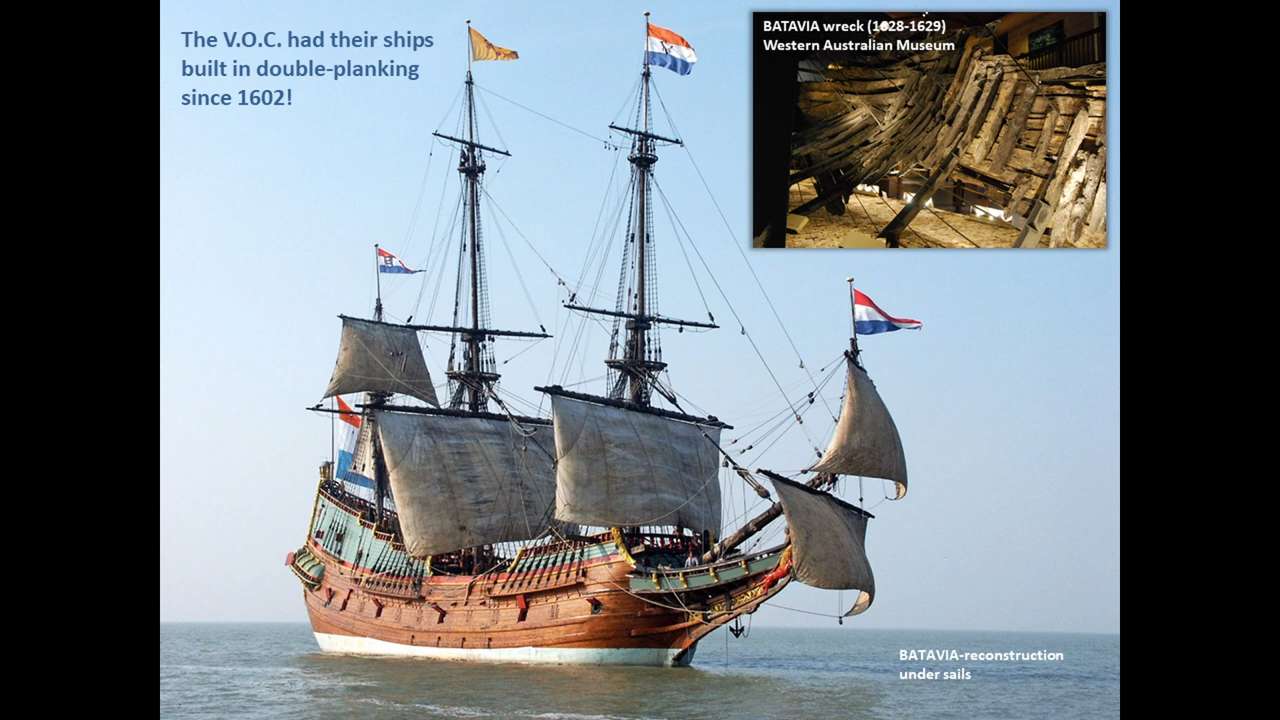 The V.O.C. had their ships
built in double-planking
since 1602!
BATAVIA wreck (1628-1629)
Western Australian Museum
BATAVIA-reconstruction
under sails